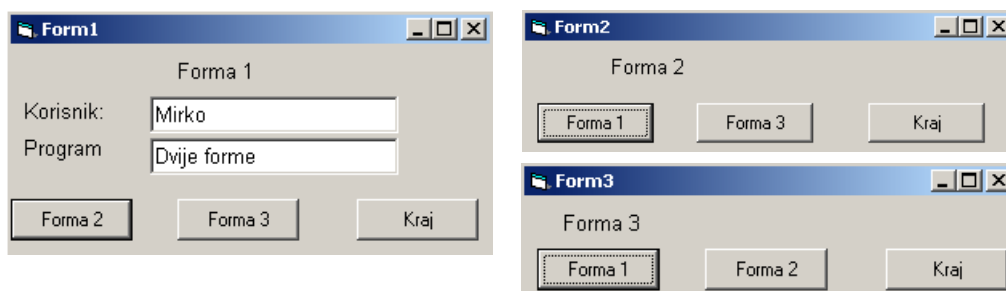 Form1
Forma 1
Korisnik: Mirko
Program Dvije forme
Forma 2 Forma 3 Kraj
Form2
Forma 2
Forma 1 Forma 3 Kraj
Form3
Forma 3
Forma 1 Forma 2 Kraj